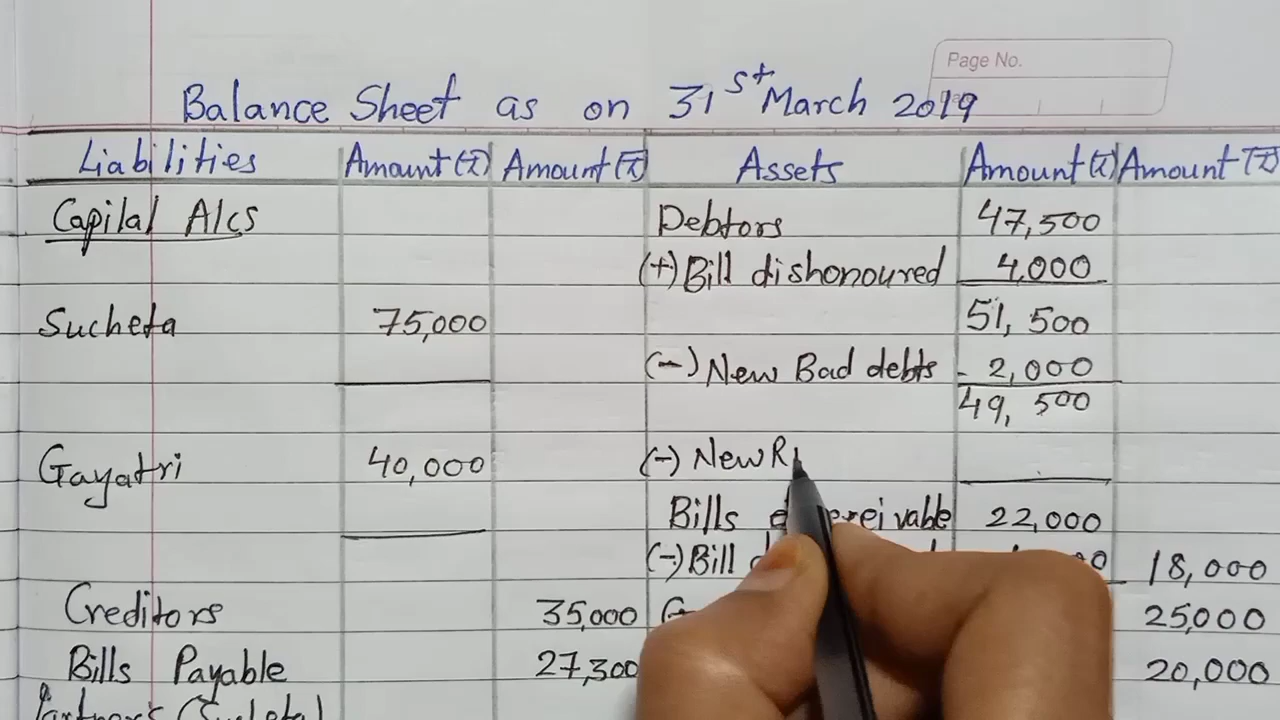 Page No.
Balance Sheet as on 31st March 2019
Liabilities Amount (₹) Amount (₹) Assets Amount (₹) Amount (₹)
Capilal A/cs Debtors 47,500
(+) Bill dishonoured 4,000
Sucheta 75,000 51,500
(-) New Bad debts - 2,000
49,500
Gayatri 40,000 (-) New R
Bills 22,000
(-) Bill 18,000
Creditors 35,000 25,000
Bills Payable 27,300 20,000